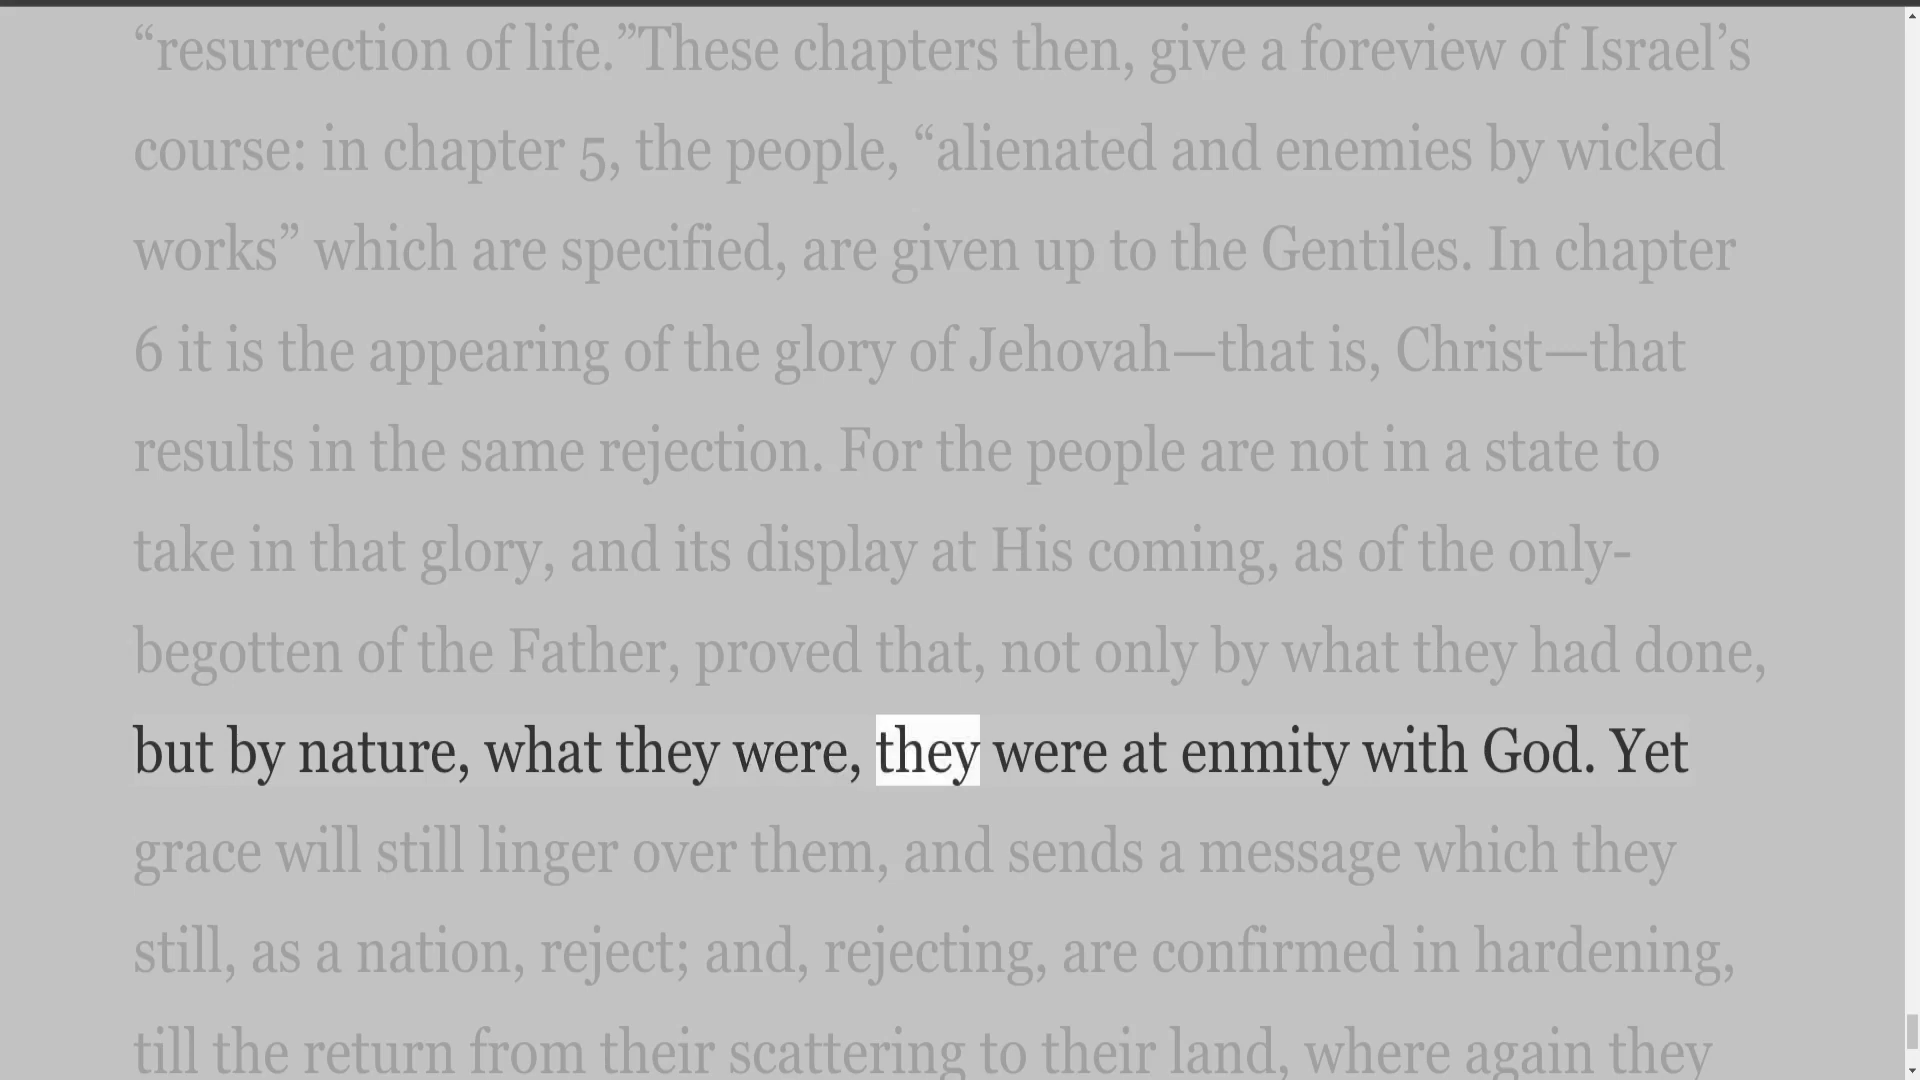 “resurrection of life.”These chapters then, give a foreview of Israel’s
course: in chapter 5, the people, “alienated and enemies by wicked
works” which are specified, are given up to the Gentiles. In chapter
6 it is the appearing of the glory of Jehovah—that is, Christ—that
results in the same rejection. For the people are not in a state to
take in that glory, and its display at His coming, as of the only-
begotten of the Father, proved that, not only by what they had done,
but by nature, what they were, they were at enmity with God. Yet
grace will still linger over them, and sends a message which they
still, as a nation, reject; and, rejecting, are confirmed in hardening,
till the return from their scattering to their land, where again they